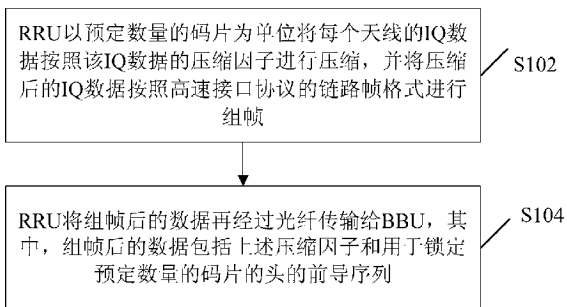 RRU以预定数量的码片为单位将每个天线的IQ数
据按照该IQ数据的压缩因子进行压缩，并将压缩
后的IQ数据按照高速接口协议的链路帧格式进行
组帧
S102
RRU将组帧后的数据再经过光纤传输给BBU，其
中，组帧后的数据包括上述压缩因子和用于锁定
预定数量的码片的头的前导序列
S104